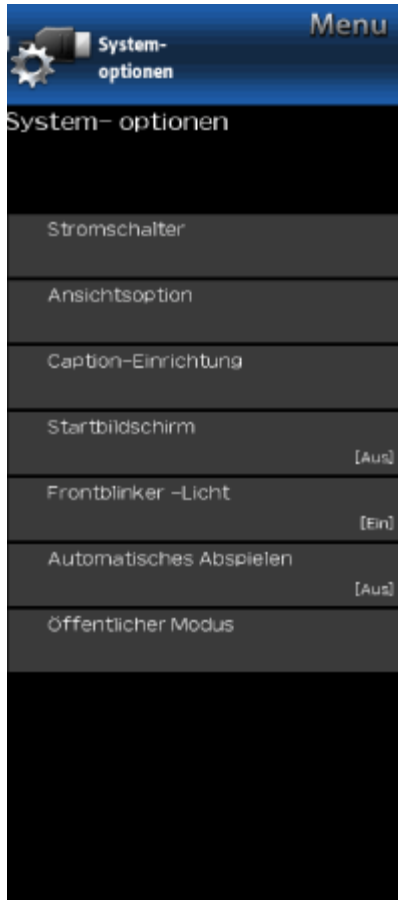 Menu
System-
optionen
System- optionen
Stromschalter
Ansichtsoption
Caption-Einrichtung
Startbildschirm
[Aus]
Frontblinker -Licht
[Ein]
Automatisches Abspielen
[Aus]
Öffentlicher Modus